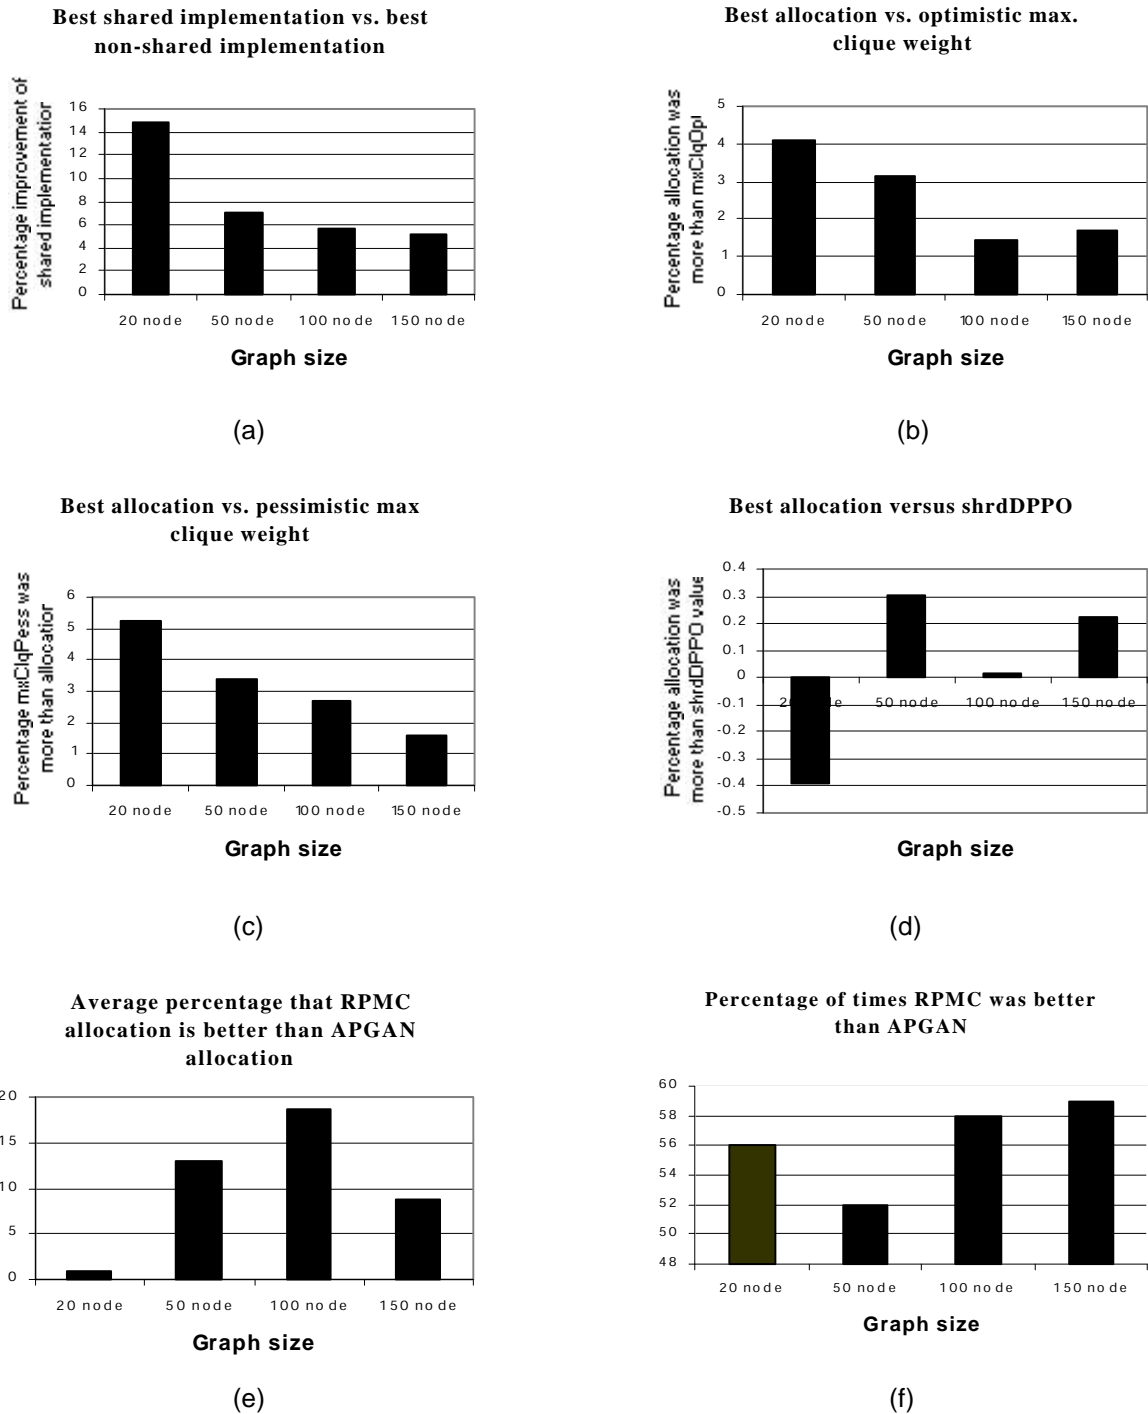 Best shared implementation vs. best
non-shared implementation
Percentage improvement of
shared implementatior
16
14
12
10
8
6
4
2
0
20 node
50 node
100 node
150 node
Graph size
(a)
Best allocation vs. optimistic max.
clique weight
Percentage allocation was
more than mxClqOpl
5
4
3
2
1
0
20 node
50 node
100 node
150 node
Graph size
(b)
Best allocation vs. pessimistic max
clique weight
Percentage mxClqPess was
more than allocatior
6
5
4
3
2
1
0
20 node
50 node
100 node
150 node
Graph size
(c)
Best allocation versus shrdDPPO
Percentage allocation was
more than shrdDPPO value
0.4
0.3
0.2
0.1
0
-0.1
-0.2
-0.3
-0.4
-0.5
50 node
100 node
150 node
Graph size
(d)
Average percentage that RPMC
allocation is better than APGAN
allocation
20
15
10
5
0
20 node
50 node
100 node
150 node
Graph size
(e)
Percentage of times RPMC was better
than APGAN
60
58
56
54
52
50
48
20 node
50 node
100 node
150 node
Graph size
(f)